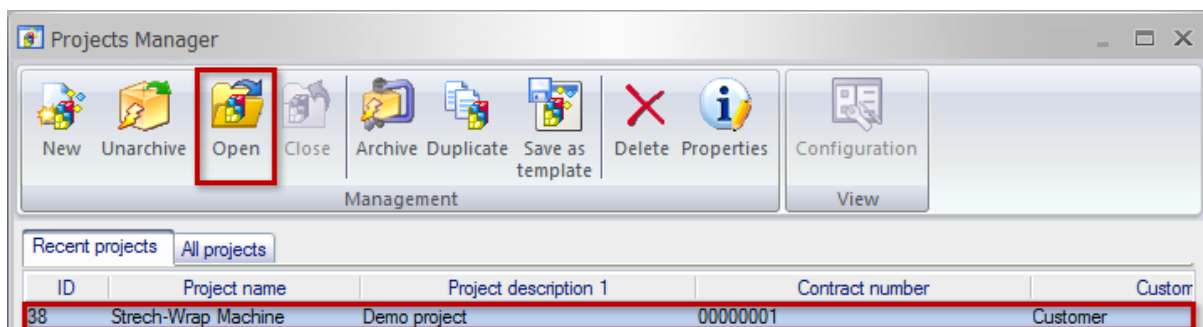 Projects Manager
New Unarchive Open Close Archive Duplicate Save as template Delete Properties Configuration
Management View
Recent projects All projects
ID Project name Project description 1 Contract number Custom
38 Strech-Wrap Machine Demo project 00000001 Customer